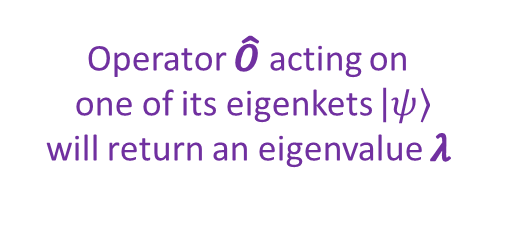 Operator Ô acting on
one of its eigenkets |ψ⟩
will return an eigenvalue λ